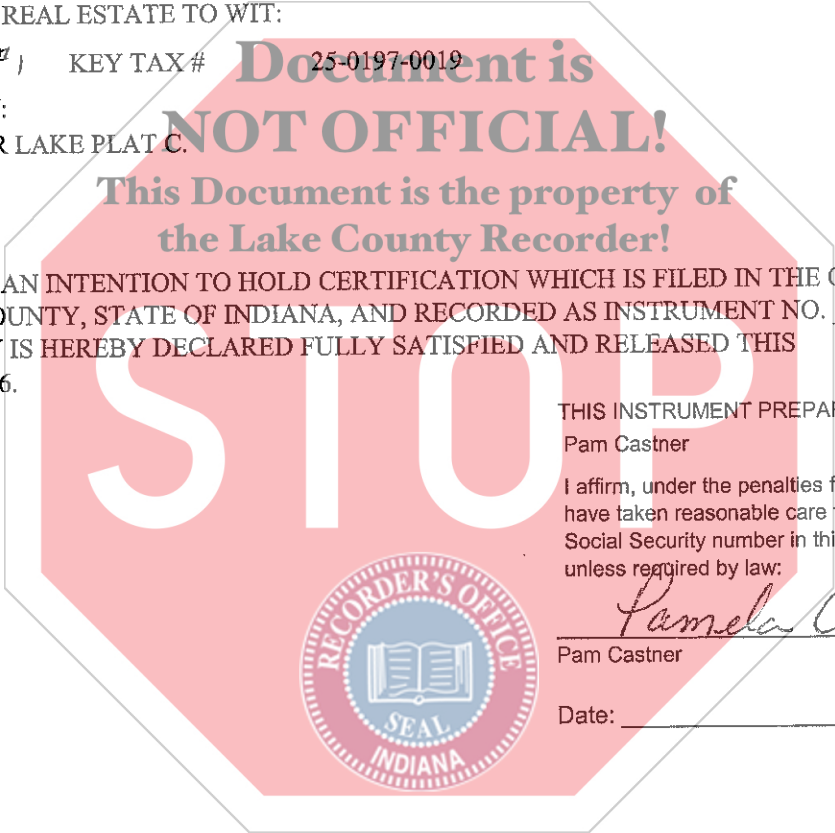 REAL ESTATE TO WIT:
) KEY TAX # 25-0197-0019
Document is
:
NOT OFFICIAL!
R LAKE PLAT C.
This Document is the property of
the Lake County Recorder!
AN INTENTION TO HOLD CERTIFICATION WHICH IS FILED IN THE
OUNTY, STATE OF INDIANA, AND RECORDED AS INSTRUMENT NO.
IS HEREBY DECLARED FULLY SATISFIED AND RELEASED THIS
6.
STOP
THIS INSTRUMENT PREPAR
Pam Castner
I affirm, under the penalties f
have taken reasonable care
Social Security number in thi
unless required by law:
Pamela C
Pam Castner
Date:
RECORDER'S OFFICE
SEAL
INDIANA